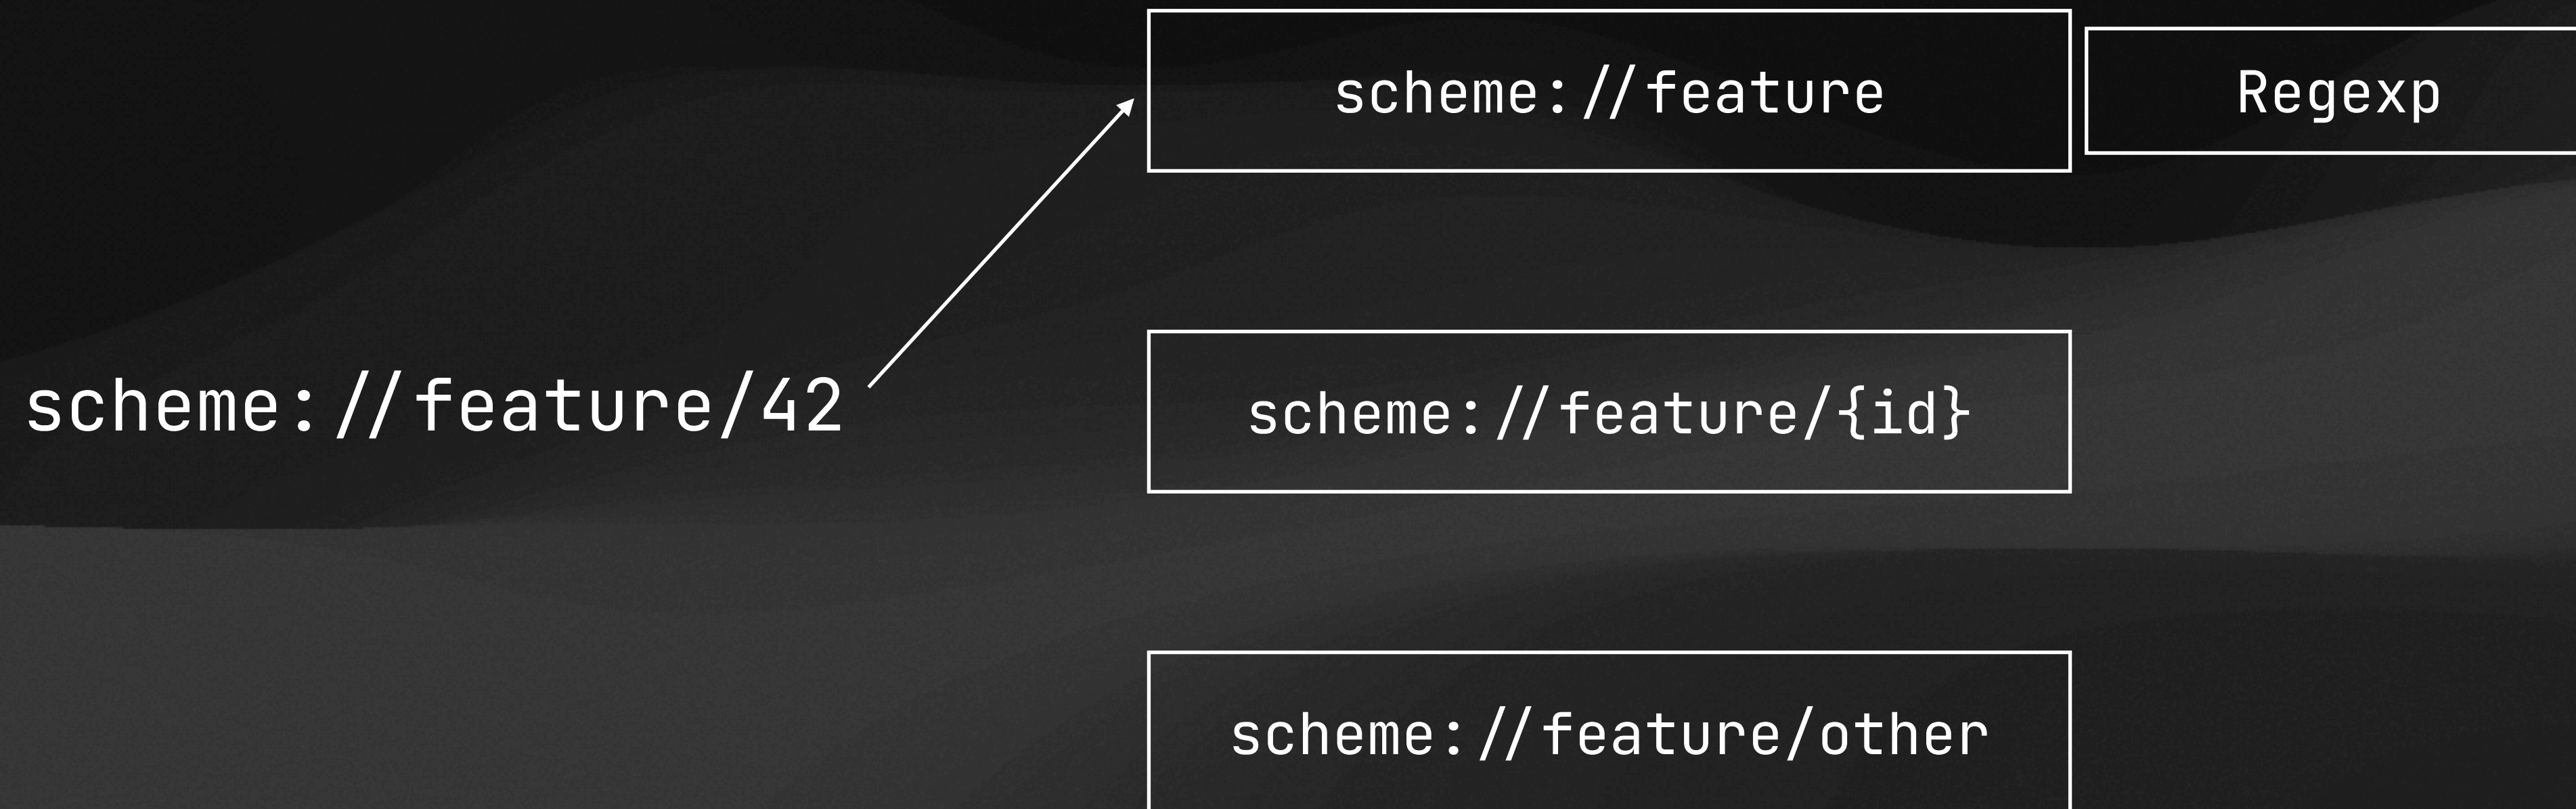 scheme://feature
Regexp
scheme://feature/42
scheme://feature/{id}
scheme://feature/other